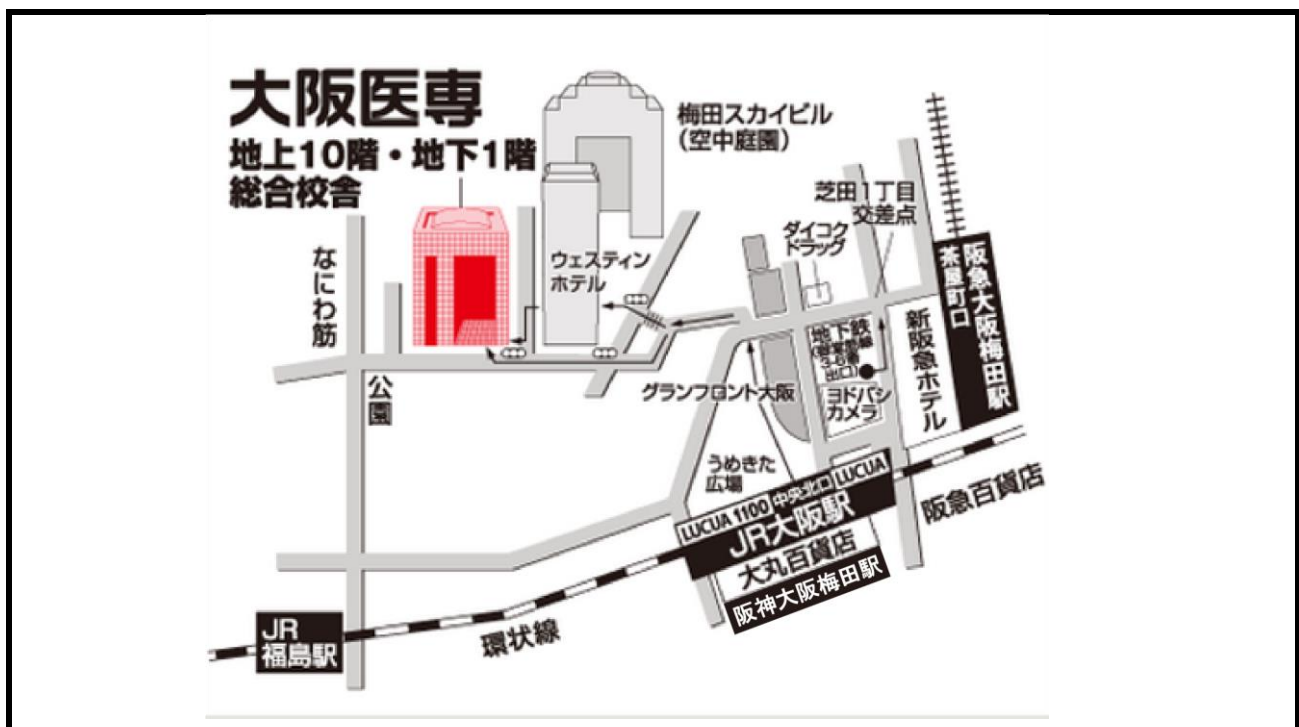 大阪医専
地上10階・地下1階
総合校舎
梅田スカイビル
(空中庭園)
芝田1丁目
交差点
ダイコク
ドラッグ
ウェスティン
ホテル
なにわ筋
阪急大阪梅田駅
茶屋町口
地下鉄
3-6番
出口)
新阪急ホテル
公園
グランフロント大阪
ヨドバシ
カメラ
うめきた
広場
LUCUA 1100
中央北口
LUCUA
JR大阪駅
阪急百貨店
大丸百貨店
阪神大阪梅田駅
JR
福島駅
環状線